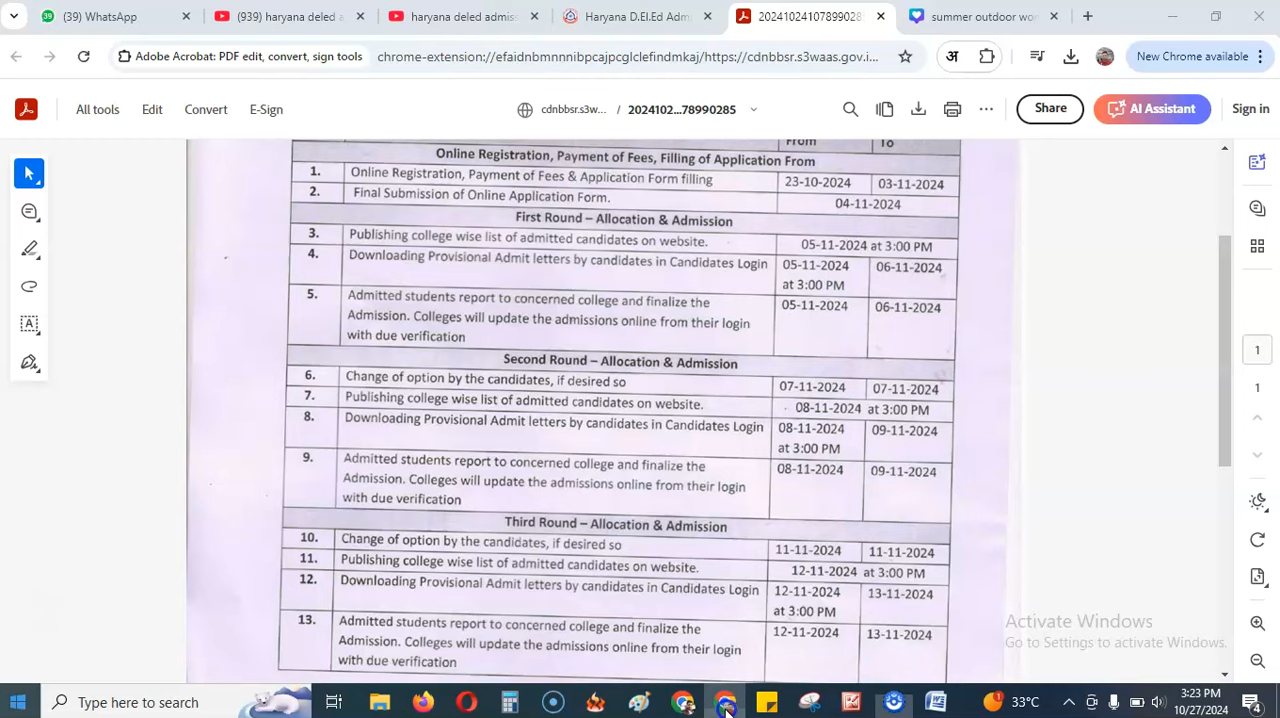 39 WhatsApp
(939) haryana deled a
haryana deled admis
Haryana D.El.Ed Adm
2024102410789902 8
summer outdoor wo
Adobe Acrobat: PDF edit, convert, sign tools
chrome-extension://efaidnbmnnnibpcajpcglclefindmkaj/https://cdnbbsr.s3waas.gov.i...
अ
New Chrome available
All tools
Edit
Convert
E-Sign
cdnbbsr.s3w... / 2024102...78990285
Share
AI Assistant
Sign in
From To
Online Registration, Payment of Fees, Filling of Application From
1. Online Registration, Payment of Fees & Application Form filling 23-10-2024 03-11-2024
2. Final Submission of Online Application Form. 04-11-2024
First Round – Allocation & Admission
3. Publishing college wise list of admitted candidates on website. 05-11-2024 at 3:00 PM
4. Downloading Provisional Admit letters by candidates in Candidates Login 05-11-2024 06-11-2024
at 3:00 PM
5. Admitted students report to concerned college and finalize the 05-11-2024 06-11-2024
Admission. Colleges will update the admissions online from their login
with due verification
Second Round – Allocation & Admission
6. Change of option by the candidates, if desired so 07-11-2024 07-11-2024
7. Publishing college wise list of admitted candidates on website. 08-11-2024 at 3:00 PM
8. Downloading Provisional Admit letters by candidates in Candidates Login 08-11-2024 09-11-2024
at 3:00 PM
9. Admitted students report to concerned college and finalize the 08-11-2024 09-11-2024
Admission. Colleges will update the admissions online from their login
with due verification
Third Round – Allocation & Admission
10. Change of option by the candidates, if desired so 11-11-2024 11-11-2024
11. Publishing college wise list of admitted candidates on website. 12-11-2024 at 3:00 PM
12. Downloading Provisional Admit letters by candidates in Candidates Login 12-11-2024 13-11-2024
at 3:00 PM
13. Admitted students report to concerned college and finalize the 12-11-2024 13-11-2024
Admission. Colleges will update the admissions online from their login
with due verification
1
1
Activate Windows
Go to Settings to activate Windows.
Type here to search
33°C
3:23 PM
10/27/2024
4